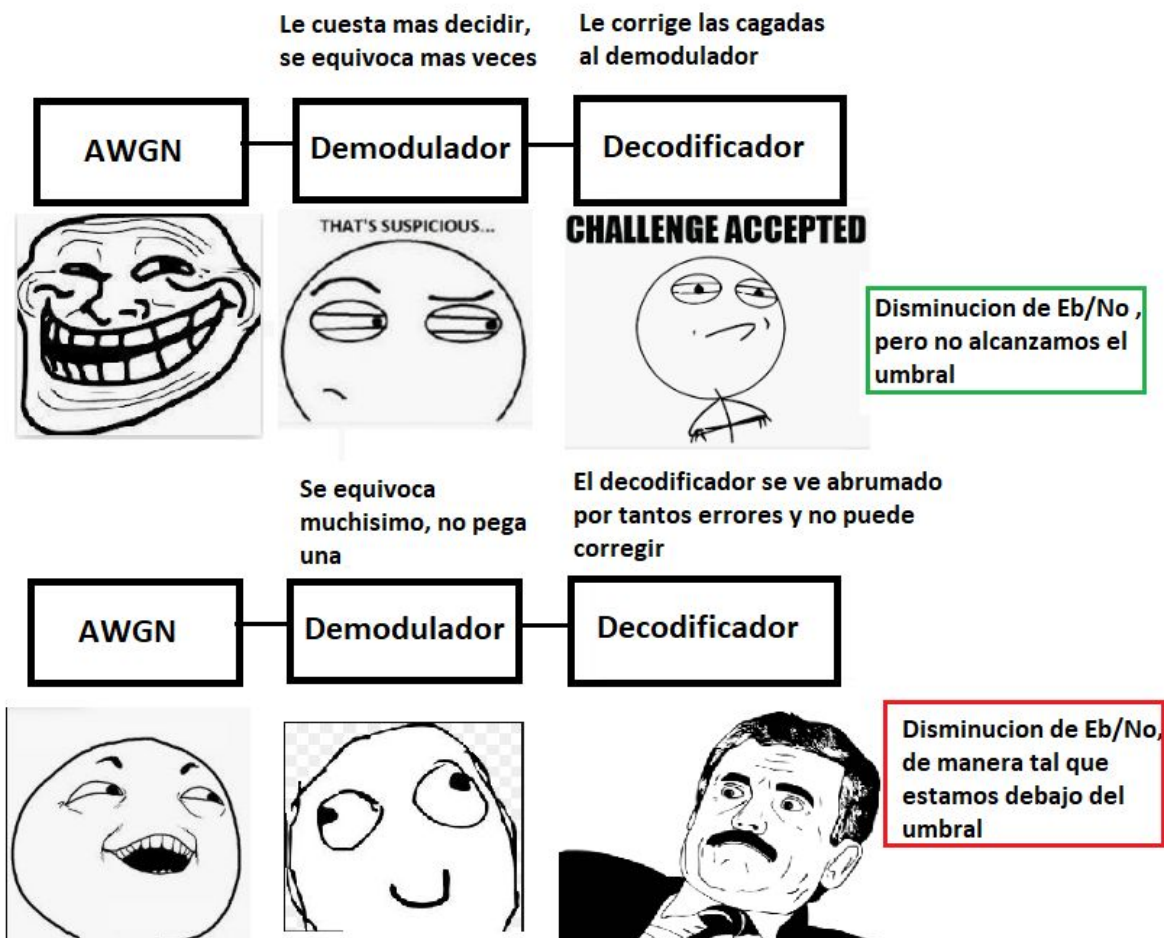 Le cuesta mas decidir,
se equivoca mas veces
Le corrige las cagadas
al demodulador
AWGN
Demodulador
Decodificador
THAT'S SUSPICIOUS...
CHALLENGE ACCEPTED
Disminucion de Eb/No ,
pero no alcanzamos el
umbral
Se equivoca
muchisimo, no pega
una
El decodificador se ve abrumado
por tantos errores y no puede
corregir
AWGN
Demodulador
Decodificador
Disminucion de Eb/No,
de manera tal que
estamos debajo del
umbral